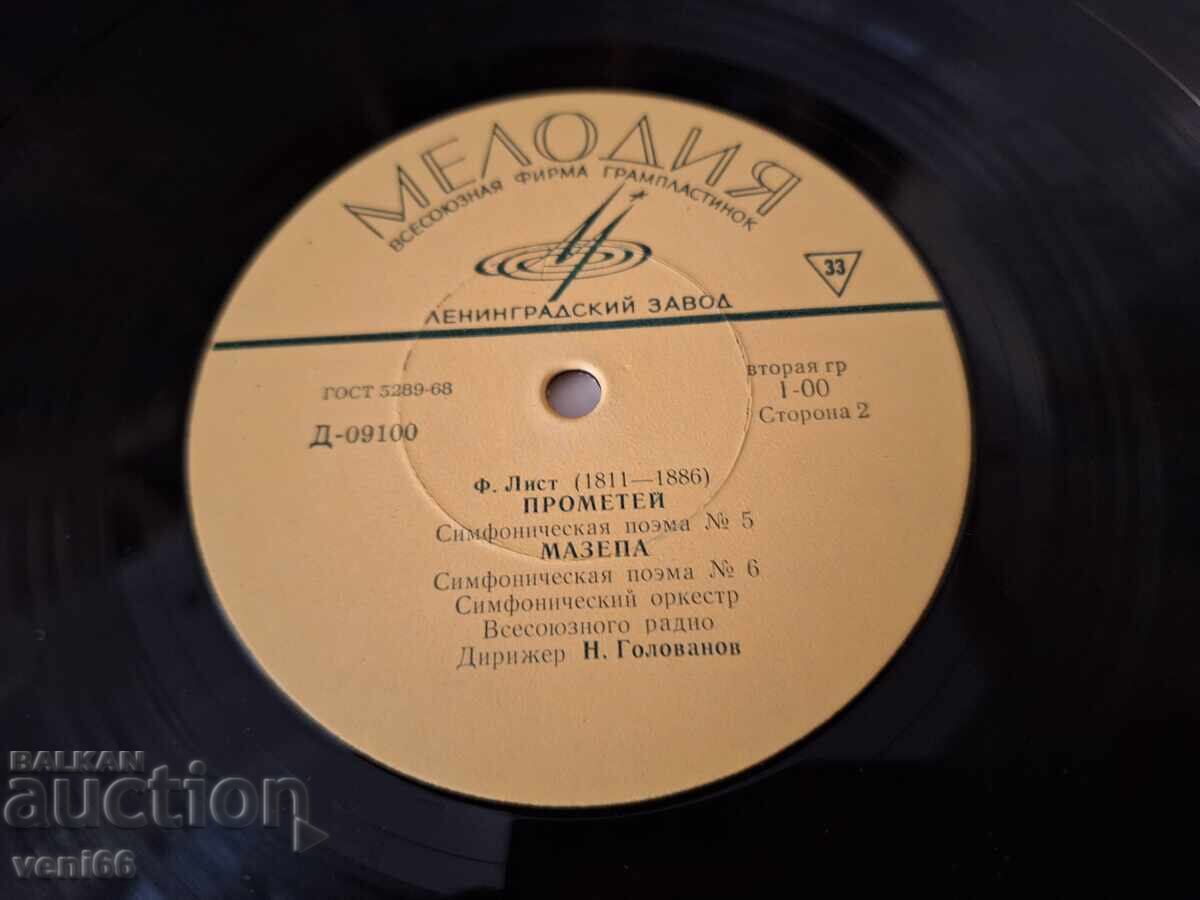 МЕЛОДИЯ
ВСЕСОЮЗНАЯ ФИРМА ГРАМПЛАСТИНОК
33
ЛЕНИНГРАДСКИЙ ЗАВОД
ГОСТ 5289-68
вторая гр
1-00
Д-09100
Сторона 2
Ф. Лист (1811—1886)
ПРОМЕТЕЙ
Симфоническая поэма № 5
МАЗЕПА
Симфоническая поэма № 6
Симфонический оркестр
Всесоюзного радио
Дирижер Н. Голованов
BALKAN
auction
veni66